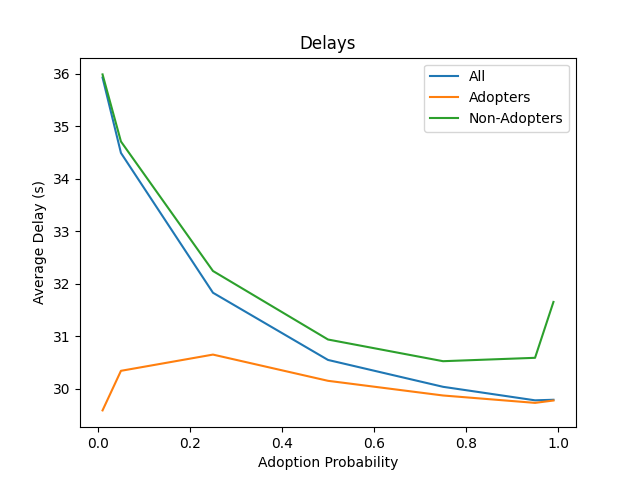 Delays
All
Adopters
Non-Adopters
36
35
34
33
32
31
30
Average Delay (s)
0.0 0.2 0.4 0.6 0.8 1.0
Adoption Probability